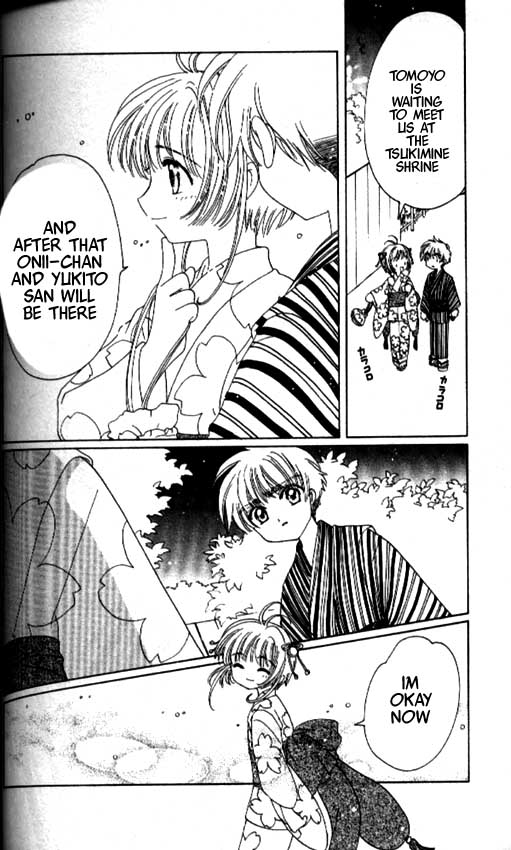 TOMOYO
IS
WAITING
TO MEET
US AT
THE
TSUKIMINE
SHRINE
カラコロ
カラコロ
AND
AFTER THAT
ONII-CHAN
AND YUKITO
SAN WILL
BE THERE
IM
OKAY
NOW